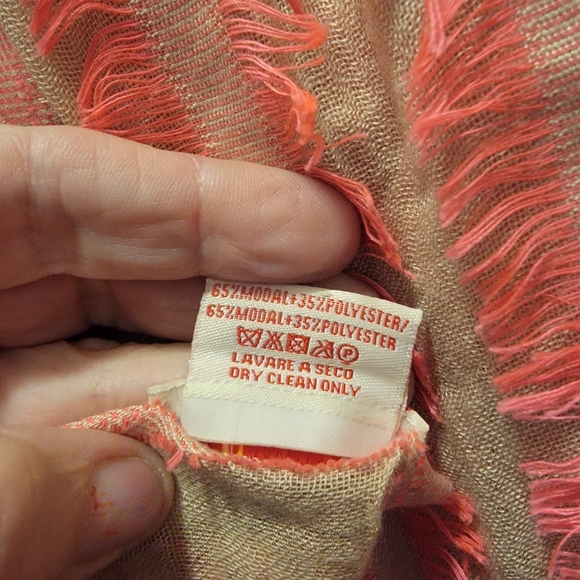 65%MODAL+35%POLYESTER/
65%MODAL+35%POLYESTER
P
LAVARE A SECO
DRY CLEAN ONLY